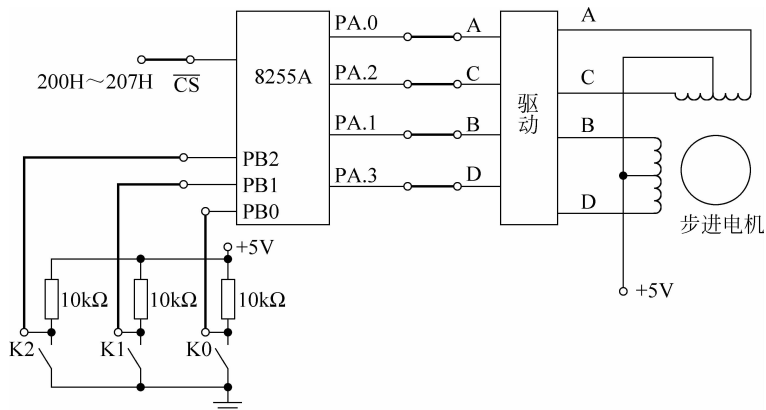 PA.0
A
A
8255A
200H～207H
CS
PA.2
C
C
驱动
PA.1
B
B
PB2
PB1
PB0
PA.3
D
D
步进电机
+5V
+5V
10kΩ
10kΩ
10kΩ
K2
K1
K0